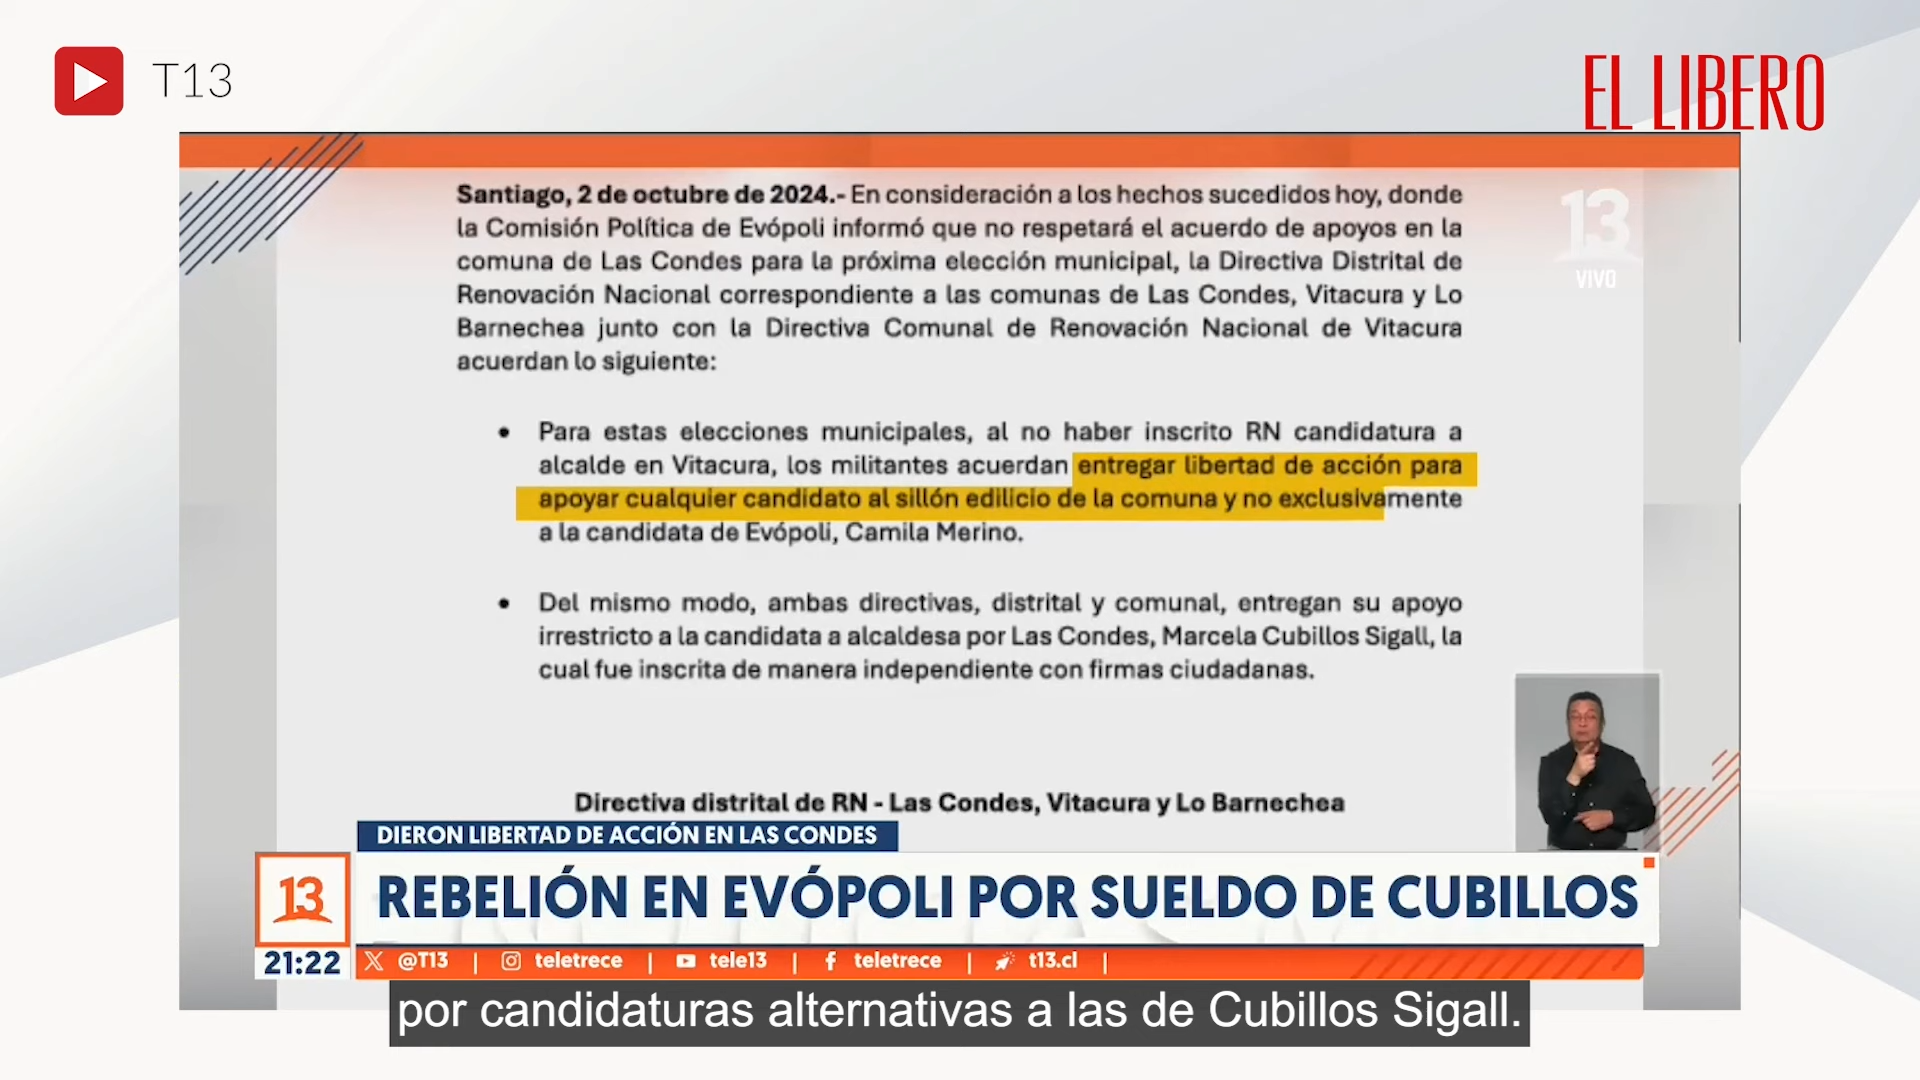 T13
EL LIBERO
Santiago, 2 de octubre de 2024.- En consideración a los hechos sucedidos hoy, donde
la Comisión Política de Evópoli informó que no respetará el acuerdo de apoyos en la
comuna de Las Condes para la próxima elección municipal, la Directiva Distrital de
Renovación Nacional correspondiente a las comunas de Las Condes, Vitacura y Lo
Barnechea junto con la Directiva Comunal de Renovación Nacional de Vitacura
acuerdan lo siguiente:
13
VIVO
• Para estas elecciones municipales, al no haber inscrito RN candidatura a
alcalde en Vitacura, los militantes acuerdan entregar libertad de acción para
apoyar cualquier candidato al sillón edilicio de la comuna y no exclusivamente
a la candidata de Evópoli, Camila Merino.
• Del mismo modo, ambas directivas, distrital y comunal, entregan su apoyo
irrestricto a la candidata a alcaldesa por Las Condes, Marcela Cubillos Sigall, la
cual fue inscrita de manera independiente con firmas ciudadanas.
Directiva distrital de RN - Las Condes, Vitacura y Lo Barnechea
DIERON LIBERTAD DE ACCIÓN EN LAS CONDES
13
REBELIÓN EN EVÓPOLI POR SUELDO DE CUBILLOS
21:22
@T13 | teletrece | tele13 | teletrece | t13.cl |
por candidaturas alternativas a las de Cubillos Sigall.